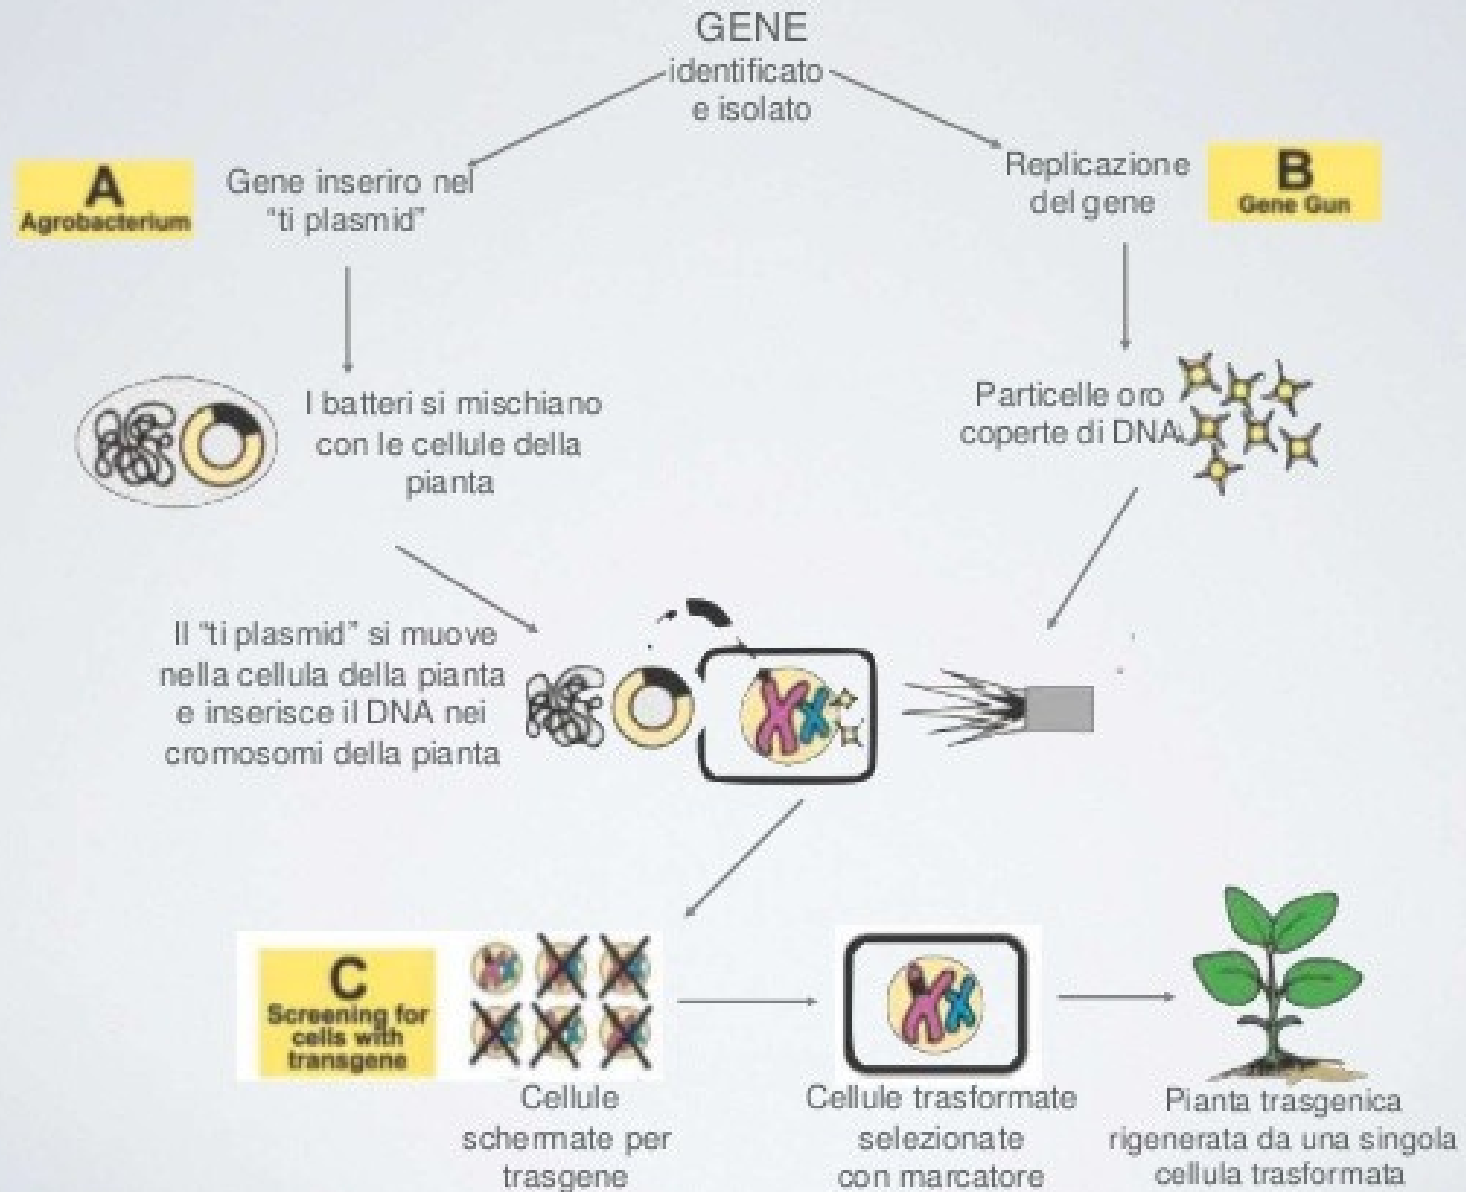 GENE
identificato
e isolato
A
Agrobacterium
Gene inseriro nel
"ti plasmid"
Replicazione
del gene
B
Gene Gun
I batteri si mischiano
con le cellule della
pianta
Particelle oro
coperte di DNA
Il "ti plasmid" si muove
nella cellula della pianta
e inserisce il DNA nei
cromosomi della pianta
C
Screening for
cells with
transgene
Cellule
schermate per
trasgene
Cellule trasformate
selezionate
con marcatore
Pianta trasgenica
rigenerata da una singola
cellula trasformata